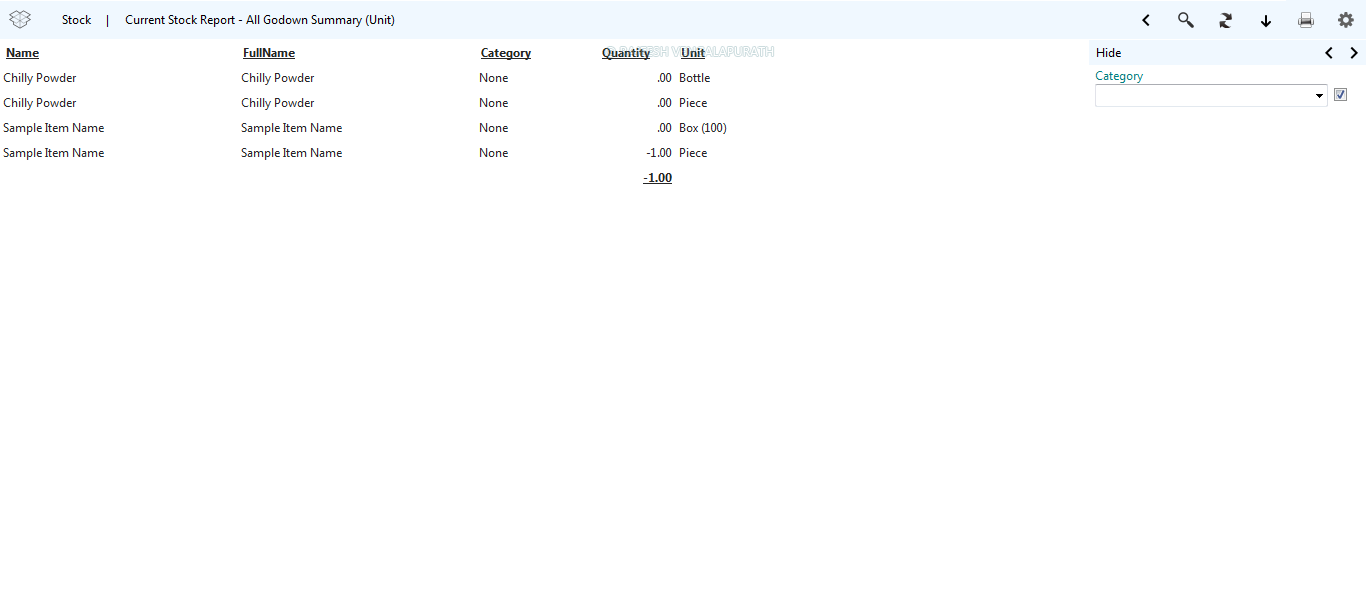 Stock | Current Stock Report - All Godown Summary (Unit)
Hide
Category
Name FullName Category Quantity Unit
Chilly Powder Chilly Powder None .00 Bottle
Chilly Powder Chilly Powder None .00 Piece
Sample Item Name Sample Item Name None .00 Box (100)
Sample Item Name Sample Item Name None -1.00 Piece
-1.00